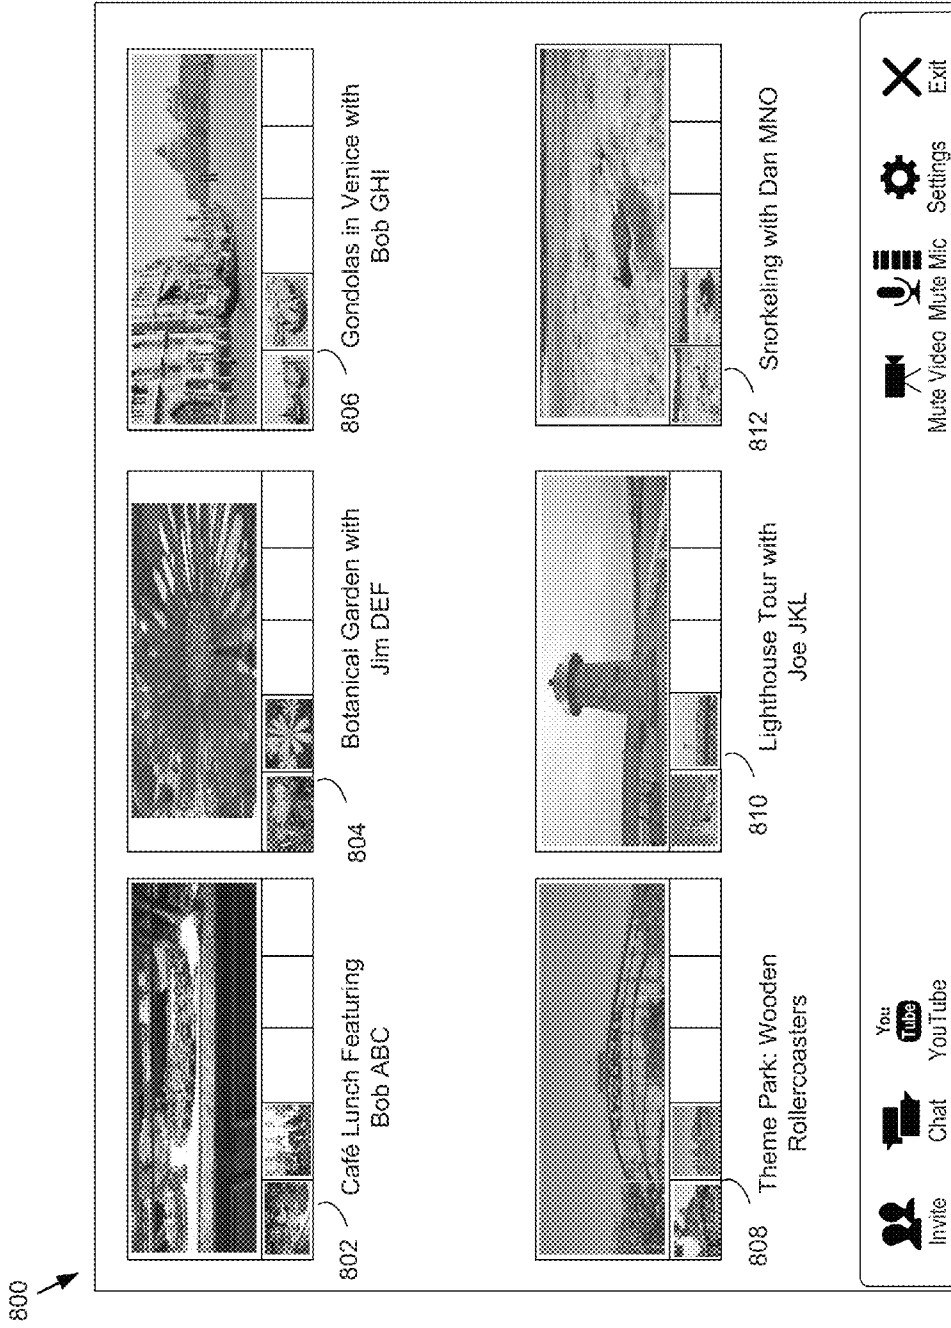 800
802
Café Lunch Featuring
Bob ABC
804
Botanical Garden with
Jim DEF
806
Gondolas in Venice with
Bob GHI
808
Theme Park: Wooden
Rollercoasters
810
Lighthouse Tour with
Joe JKL
812
Snorkeling with Dan MNO
You
Tube
Invite
Chat
YouTube
Mute Video
Mute Mic
Settings
Exit